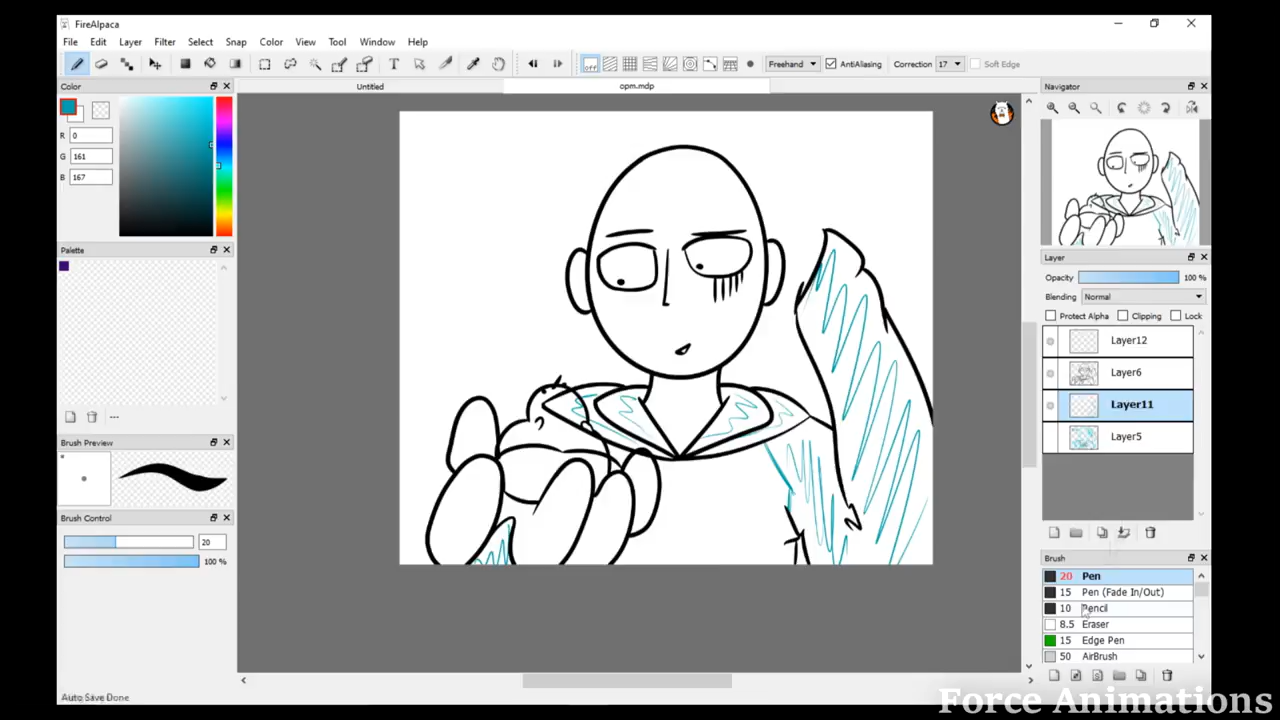 FireAlpaca
File Edit Layer Filter Select Snap Color View Tool Window Help
Freehand AntiAliasing Correction 17 Soft Edge
Color
Untitled
opm.mdp
Navigator
R 0
G 161
B 167
Palette
Layer
Opacity 100 %
Blending Normal
Protect Alpha Clipping Lock
Layer12
Layer6
Layer11
Layer5
Brush Preview
Brush Control
20
100 %
Brush
20 Pen
15 Pen (Fade In/Out)
10 Pencil
8.5 Eraser
15 Edge Pen
50 AirBrush
Auto Save Done
Force Animations